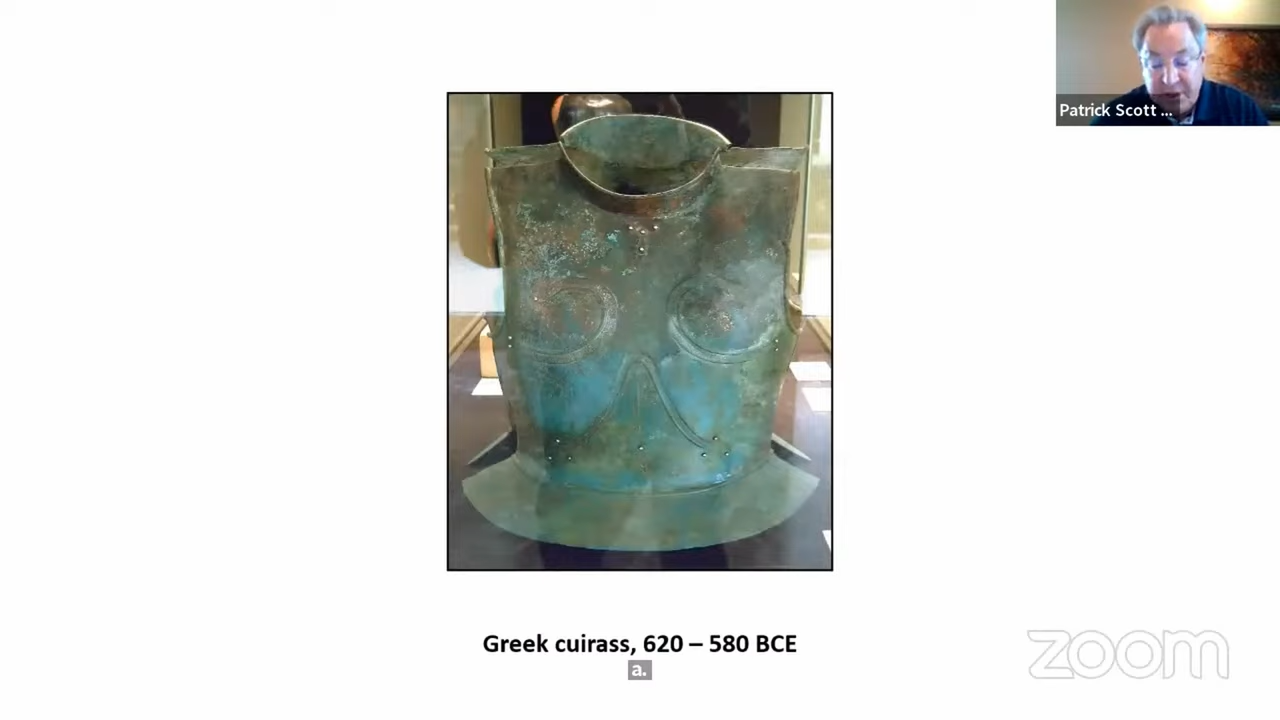 Patrick Scott ...
Greek cuirass, 620 – 580 BCE
a.
zoom